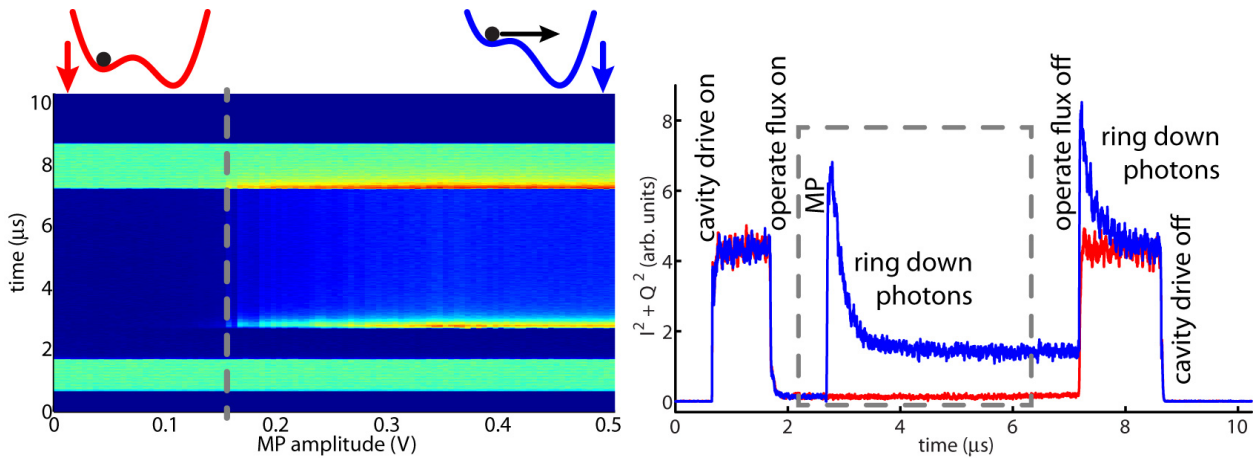 10
8
6
4
2
0
time (μs)
0
0.1
0.2
0.3
0.4
0.5
MP amplitude (V)
8
6
4
2
0
I² + Q² (arb. units)
cavity drive on
operate flux on
MP
ring down
photons
operate flux off
ring down
photons
cavity drive off
0
2
4
6
8
10
time (μs)